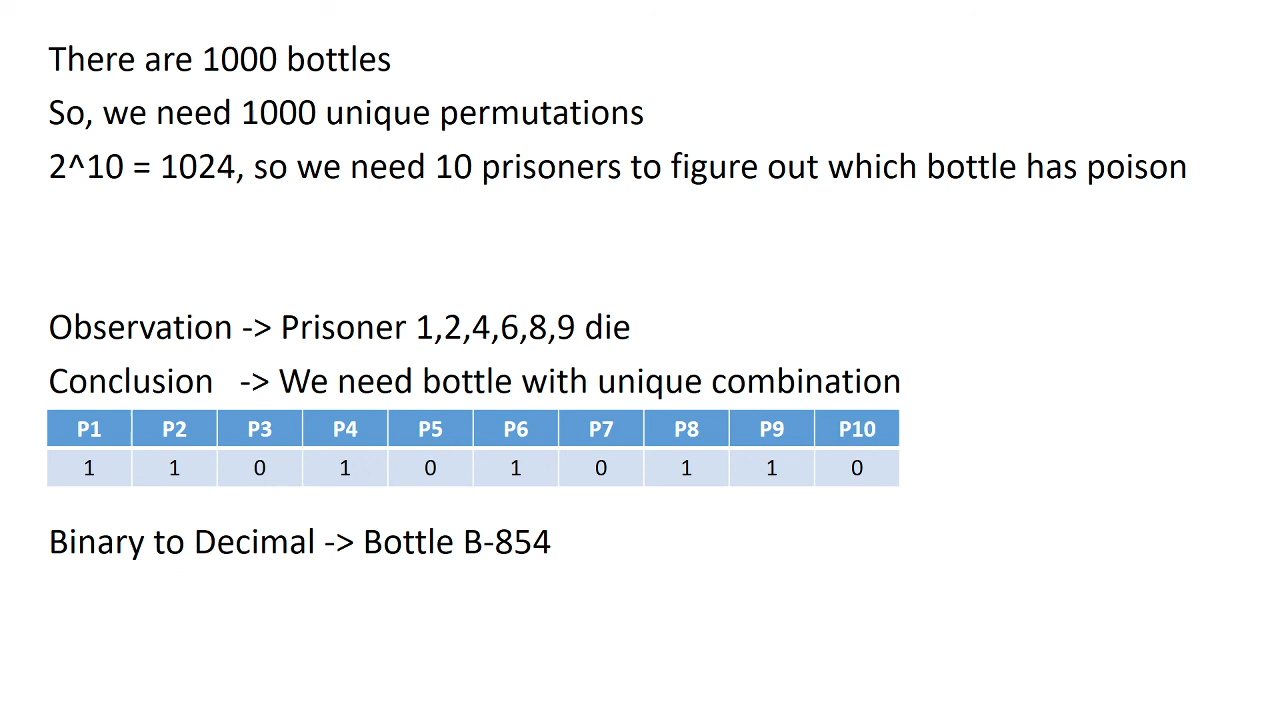 There are 1000 bottles
So, we need 1000 unique permutations
2^10 = 1024, so we need 10 prisoners to figure out which bottle has poison
Observation -> Prisoner 1,2,4,6,8,9 die
Conclusion -> We need bottle with unique combination
P1 P2 P3 P4 P5 P6 P7 P8 P9 P10
1 1 0 1 0 1 0 1 1 0
Binary to Decimal -> Bottle B-854